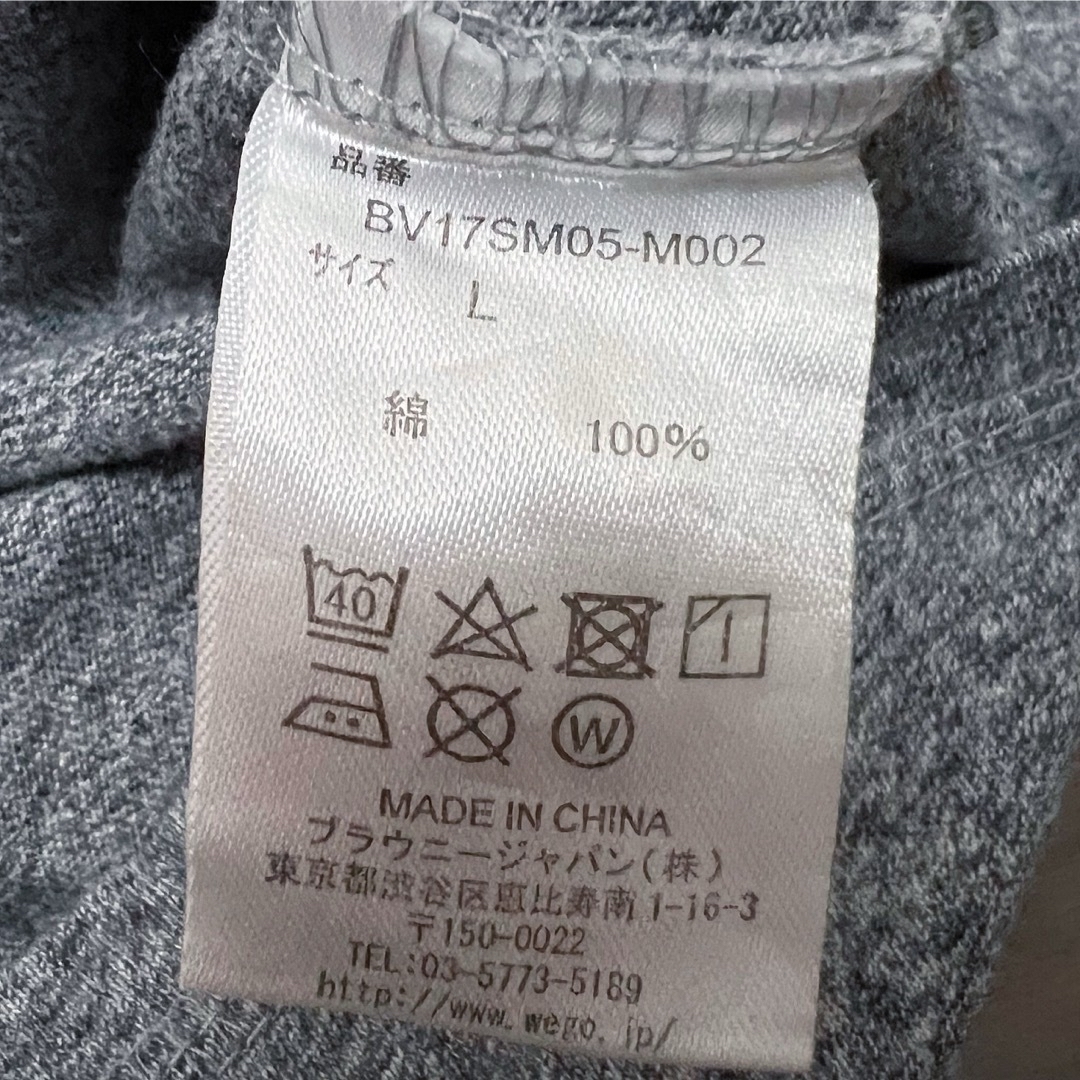 品番
BV17SM05-M002
サイズ L
綿 100%
40
W
MADE IN CHINA
ブラウニージャパン(株)
東京都渋谷区恵比寿南 1-16-3
〒150-0022
TEL:03-5773-5189
http://www.wego.jp/